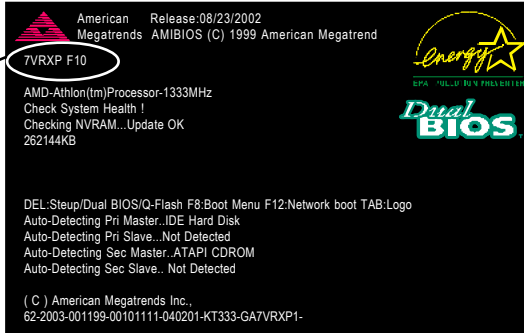 American Release:08/23/2002
Megatrends AMIBIOS (C) 1999 American Megatrend
7VRXP F10
energy
EPA POLLUTION PREVENTER
AMD-Athlon(tm)Processor-1333MHz
Check System Health !
Checking NVRAM...Update OK
262144KB
Dual
BIOS
DEL:Steup/Dual BIOS/Q-Flash F8:Boot Menu F12:Network boot TAB:Logo
Auto-Detecting Pri Master..IDE Hard Disk
Auto-Detecting Pri Slave...Not Detected
Auto-Detecting Sec Master..ATAPI CDROM
Auto-Detecting Sec Slave.. Not Detected
( C ) American Megatrends Inc.,
62-2003-001199-00101111-040201-KT333-GA7VRXP1-